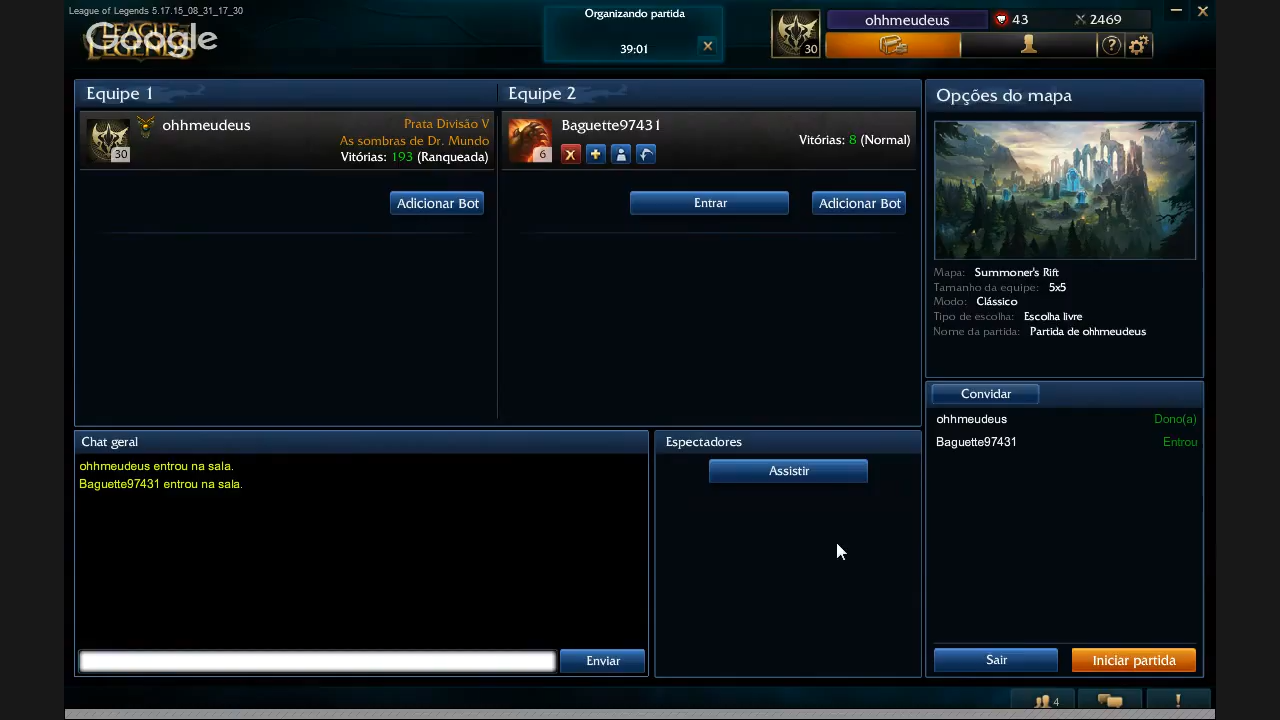 League of Legends 5.17.15_08_31_17_30
LEAGUE OF
LEGENDS
Google
Organizando partida
39:01
30
ohhmeudeus
43
2469
?
Equipe 1
Equipe 2
Opções do mapa
30
ohhmeudeus
Prata Divisão V
As sombras de Dr. Mundo
Vitórias: 193 (Ranqueada)
6
Baguette97431
Vitórias: 8 (Normal)
Adicionar Bot
Entrar
Adicionar Bot
Mapa: Summoner's Rift
Tamanho da equipe: 5x5
Modo: Clássico
Tipo de escolha: Escolha livre
Nome da partida: Partida de ohhmeudeus
Convidar
ohhmeudeus Dono(a)
Baguette97431 Entrou
Chat geral
ohhmeudeus entrou na sala.
Baguette97431 entrou na sala.
Espectadores
Assistir
Enviar
Sair
Iniciar partida
4
!